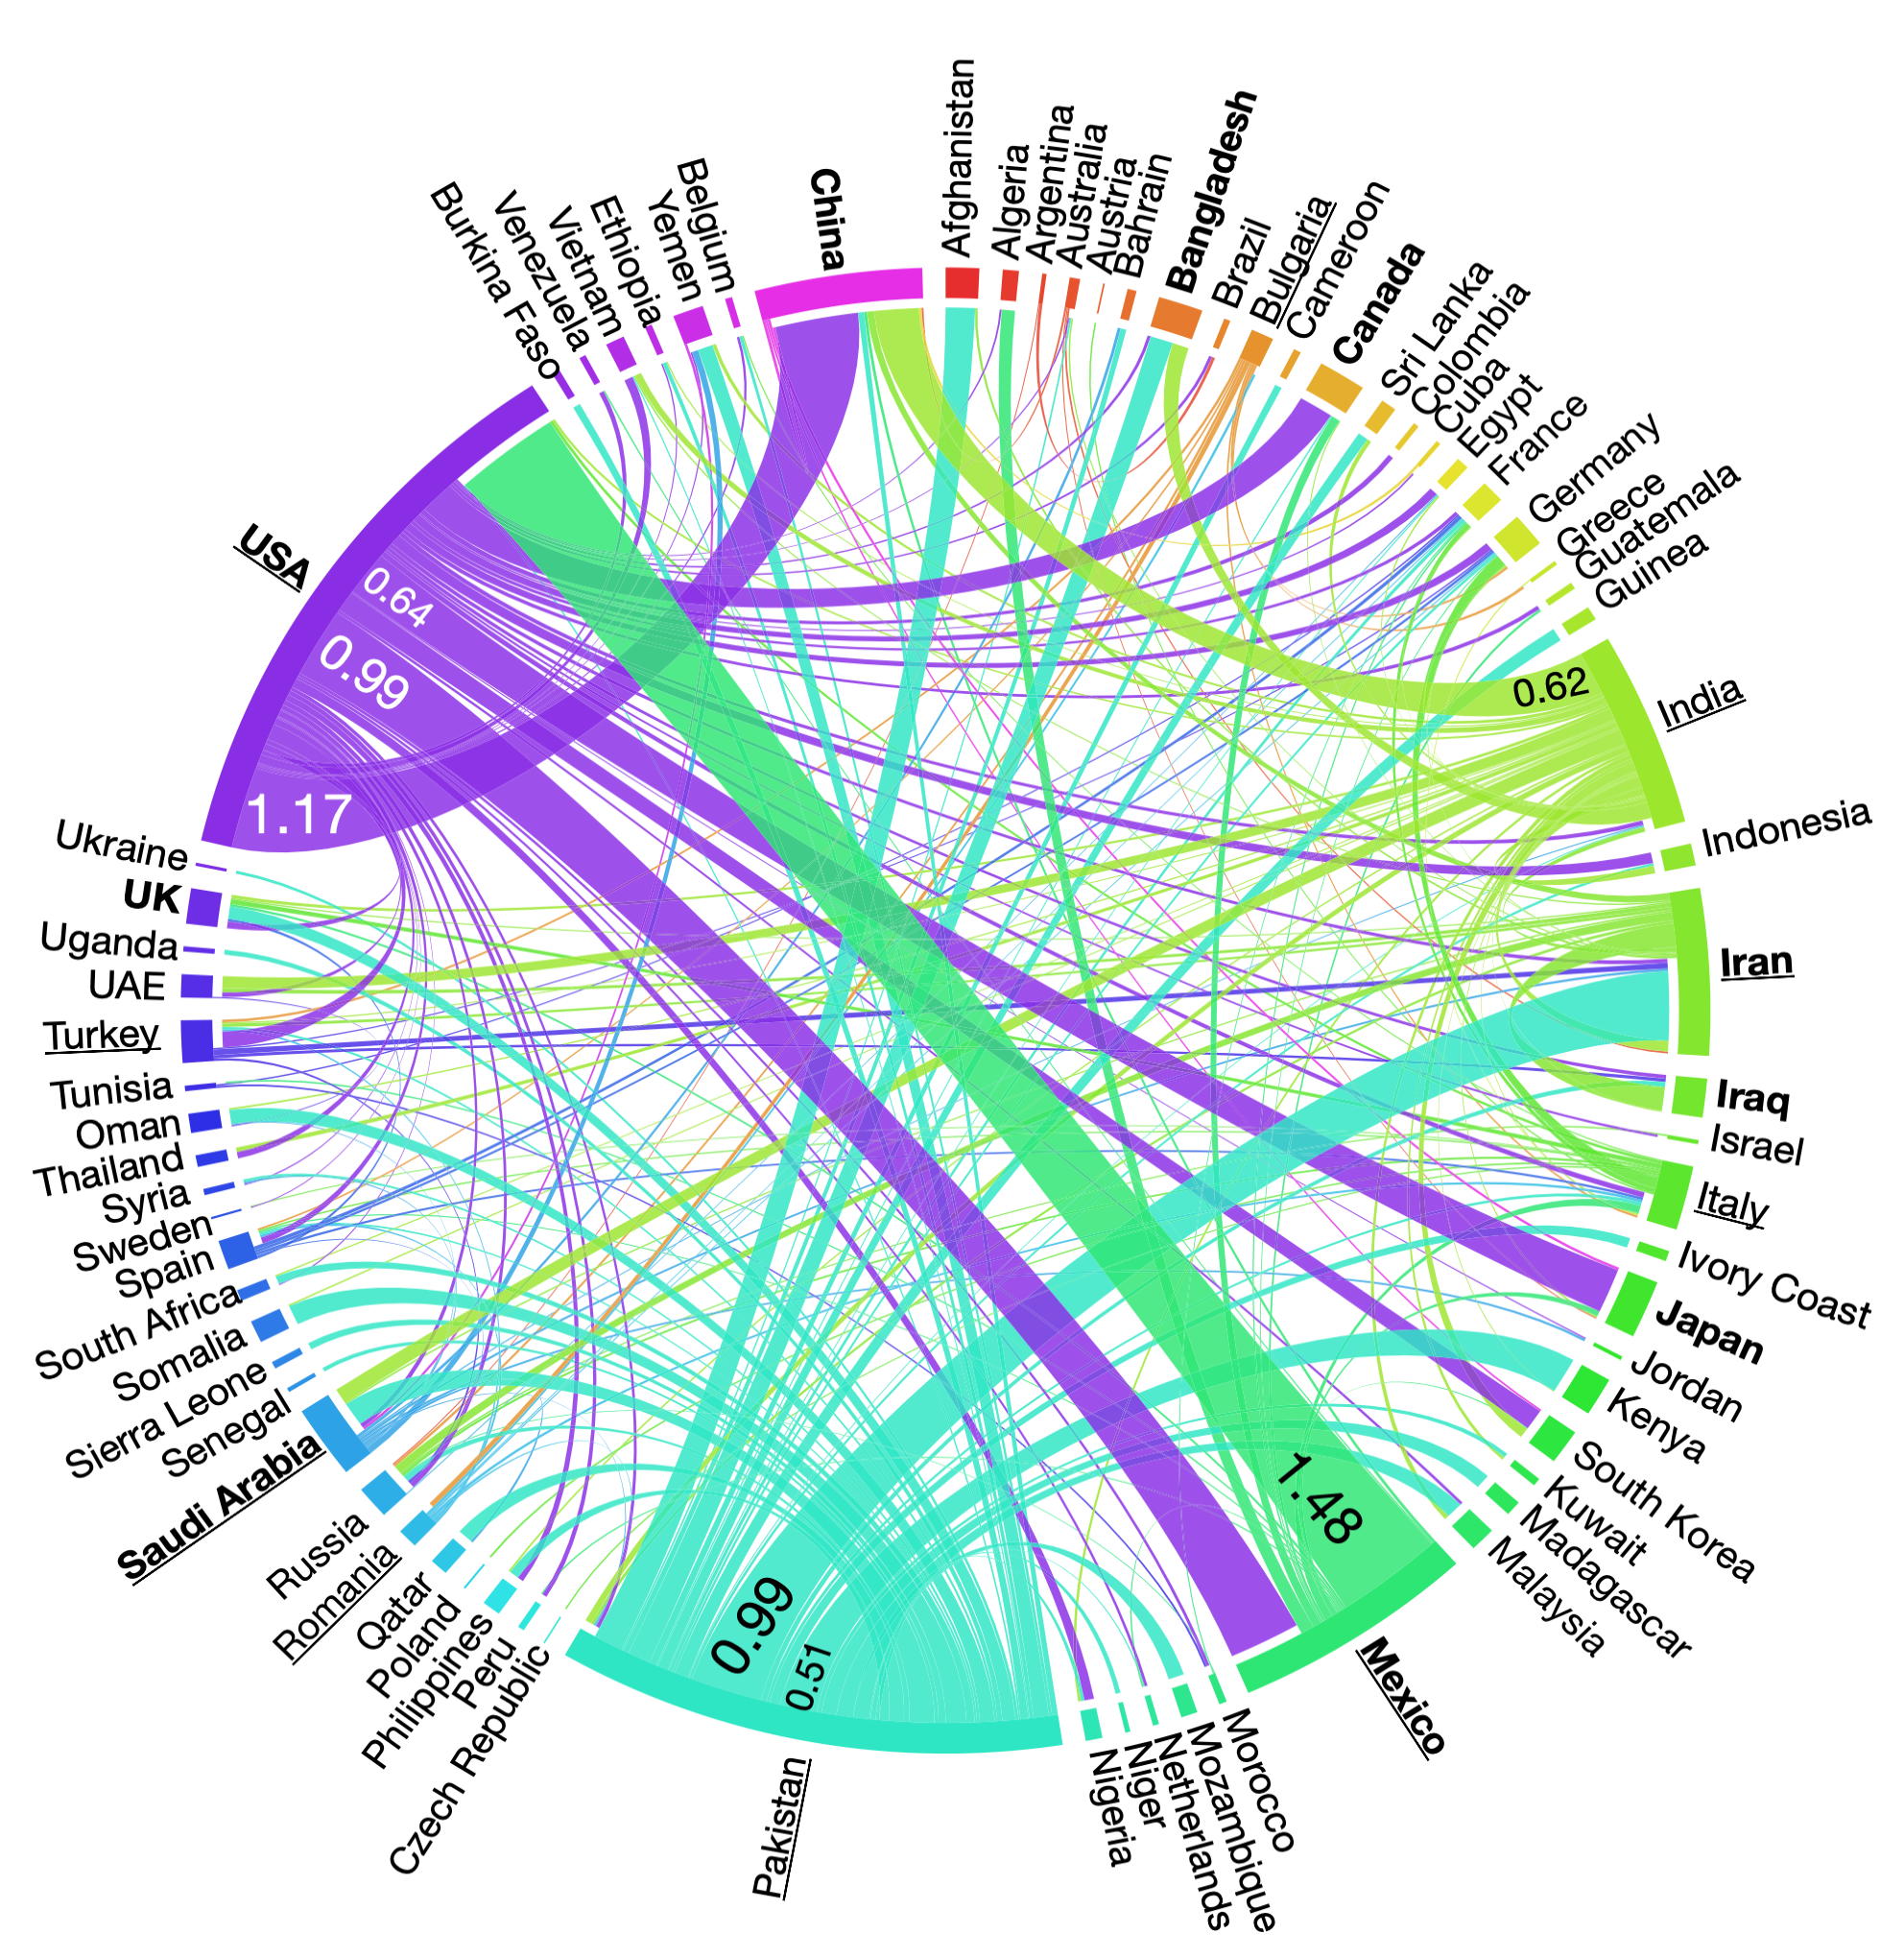 Afghanistan
Algeria
Argentina
Australia
Austria
Bahrain
Bangladesh
Brazil
Bulgaria
Cameroon
Canada
Sri Lanka
Colombia
Cuba
Egypt
France
Germany
Greece
Guatemala
Guinea
India
Indonesia
Iran
Iraq
Israel
Italy
Ivory Coast
Japan
Jordan
Kenya
South Korea
Kuwait
Madagascar
Malaysia
Mexico
Morocco
Mozambique
Netherlands
Niger
Nigeria
Pakistan
Czech Republic
Peru
Philippines
Poland
Qatar
Romania
Russia
Saudi Arabia
Senegal
Sierra Leone
Somalia
South Africa
Spain
Sweden
Syria
Thailand
Oman
Tunisia
Turkey
UAE
Uganda
UK
Ukraine
USA
Burkina Faso
Venezuela
Vietnam
Ethiopia
Yemen
Belgium
China
0.64
0.99
1.17
0.62
1.48
0.99
0.51